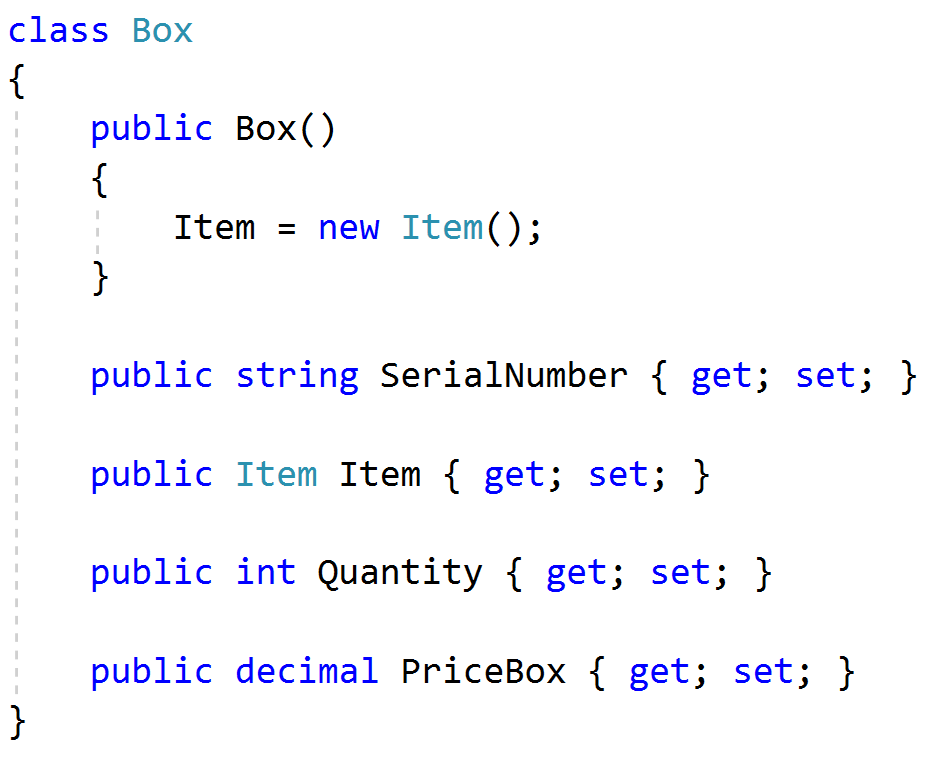 class Box
{
public Box()
{
Item = new Item();
}
public string SerialNumber { get; set; }
public Item Item { get; set; }
public int Quantity { get; set; }
public decimal PriceBox { get; set; }
}